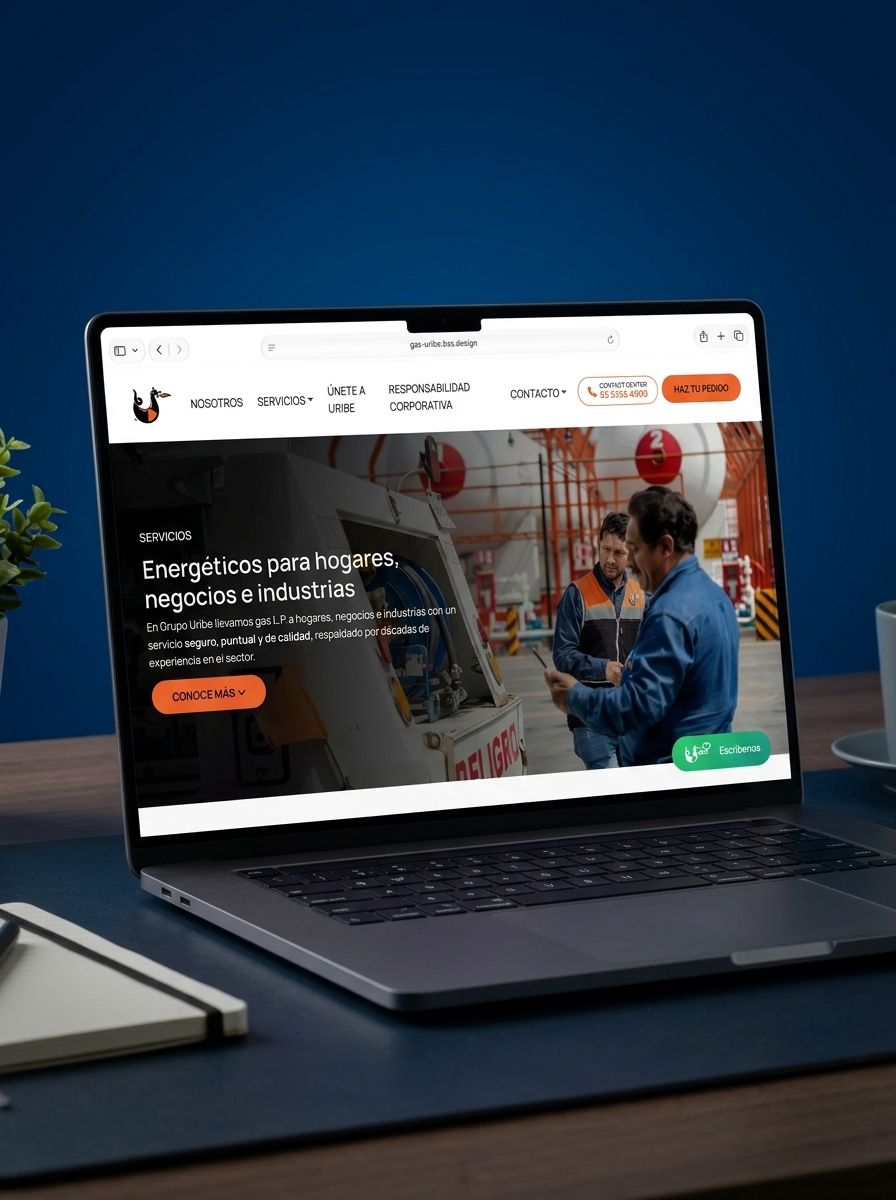 gas-uribe.bss.design
NOSOTROS
SERVICIOS
ÚNETE A
URIBE
RESPONSABILIDAD
CORPORATIVA
CONTACTO
CONTACT CENTER
55 5355 4900
HAZ TU PEDIDO
2
SERVICIOS
Energéticos para hogares,
negocios e industrias
En Grupo Uribe llevamos gas L.P. a hogares, negocios e industrias con un
servicio seguro, puntual y de calidad, respaldado por décadas de
experiencia en el sector.
CONOCE MÁS
PELIGRO
Escríbenos